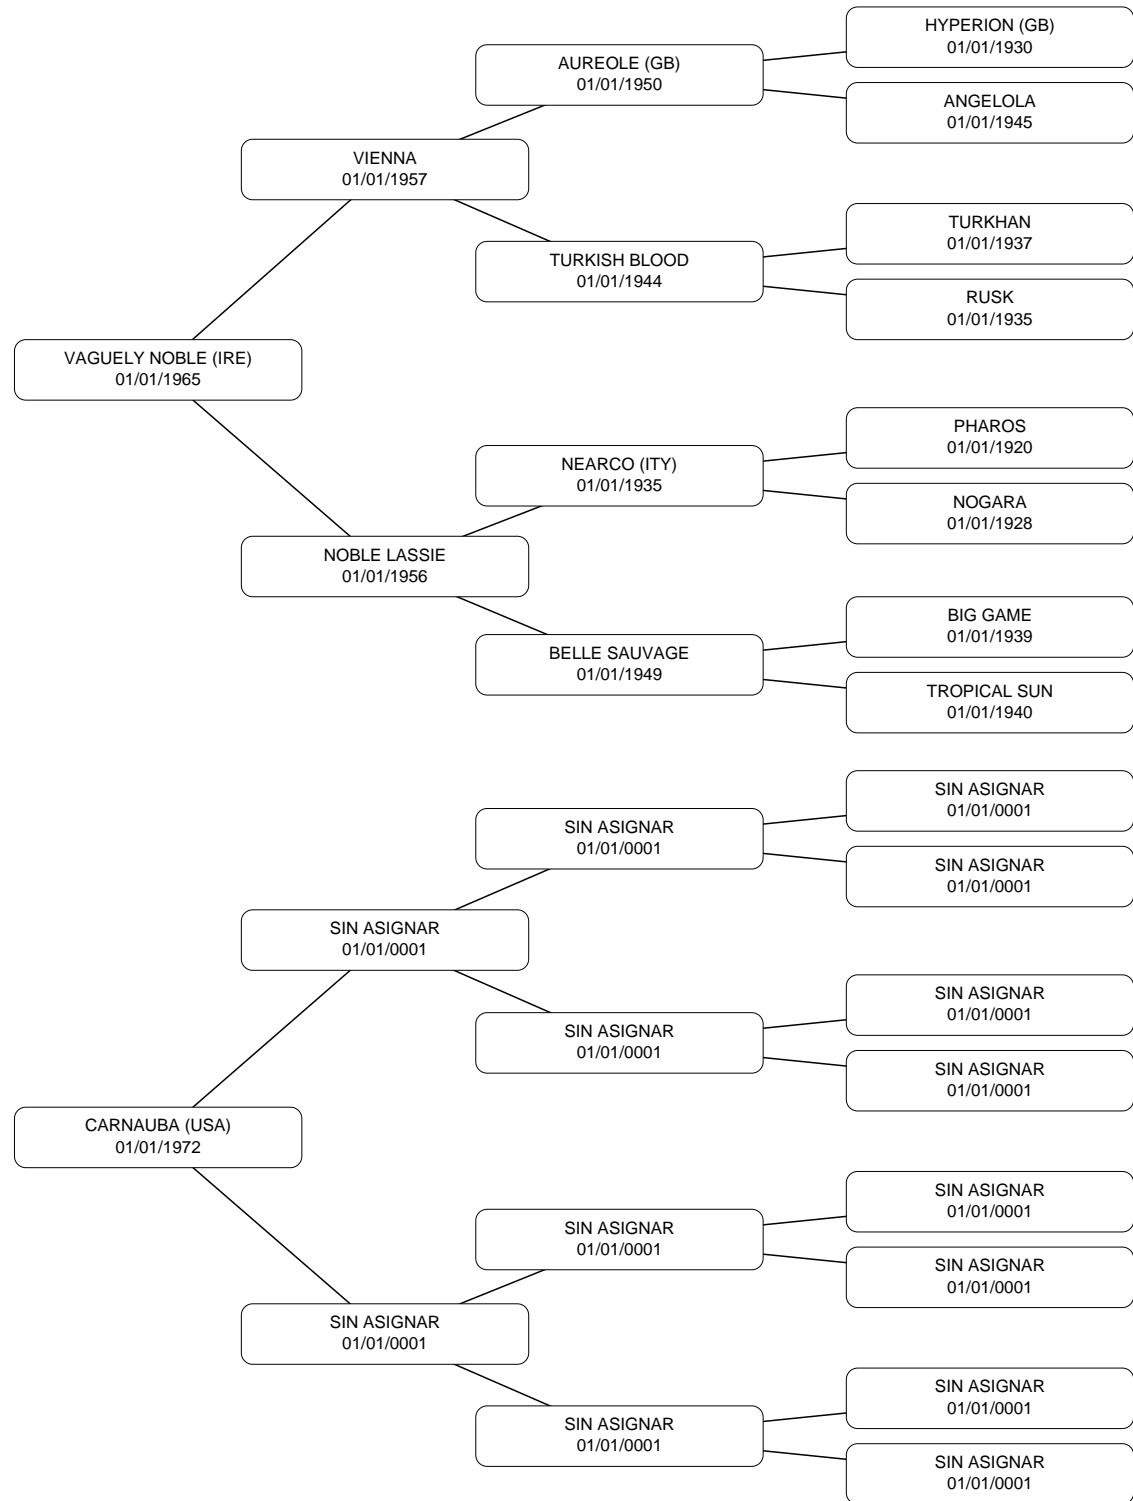 HYPERION (GB)
01/01/1930
AUREOLE (GB)
01/01/1950
ANGELOLA
01/01/1945
VIENNA
01/01/1957
TURKHAN
01/01/1937
TURKISH BLOOD
01/01/1944
RUSK
01/01/1935
VAGUELY NOBLE (IRE)
01/01/1965
PHAROS
01/01/1920
NEARCO (ITY)
01/01/1935
NOGARA
01/01/1928
NOBLE LASSIE
01/01/1956
BIG GAME
01/01/1939
BELLE SAUVAGE
01/01/1949
TROPICAL SUN
01/01/1940
SIN ASIGNAR
01/01/0001
SIN ASIGNAR
01/01/0001
SIN ASIGNAR
01/01/0001
SIN ASIGNAR
01/01/0001
SIN ASIGNAR
01/01/0001
SIN ASIGNAR
01/01/0001
SIN ASIGNAR
01/01/0001
CARNAUBA (USA)
01/01/1972
SIN ASIGNAR
01/01/0001
SIN ASIGNAR
01/01/0001
SIN ASIGNAR
01/01/0001
SIN ASIGNAR
01/01/0001
SIN ASIGNAR
01/01/0001
SIN ASIGNAR
01/01/0001
SIN ASIGNAR
01/01/0001